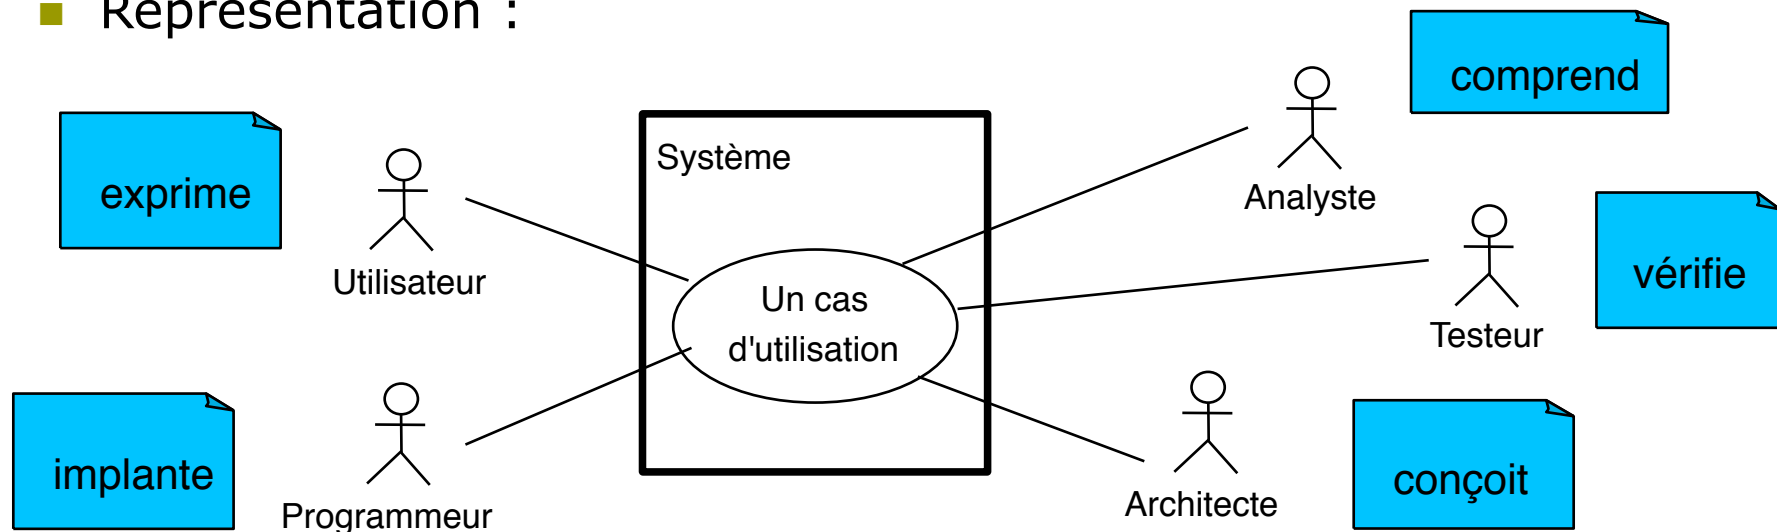 Représentation :
comprend
exprime
Système
Analyste
Utilisateur
vérifie
Un cas
d'utilisation
Testeur
implante
conçoit
Programmeur
Architecte